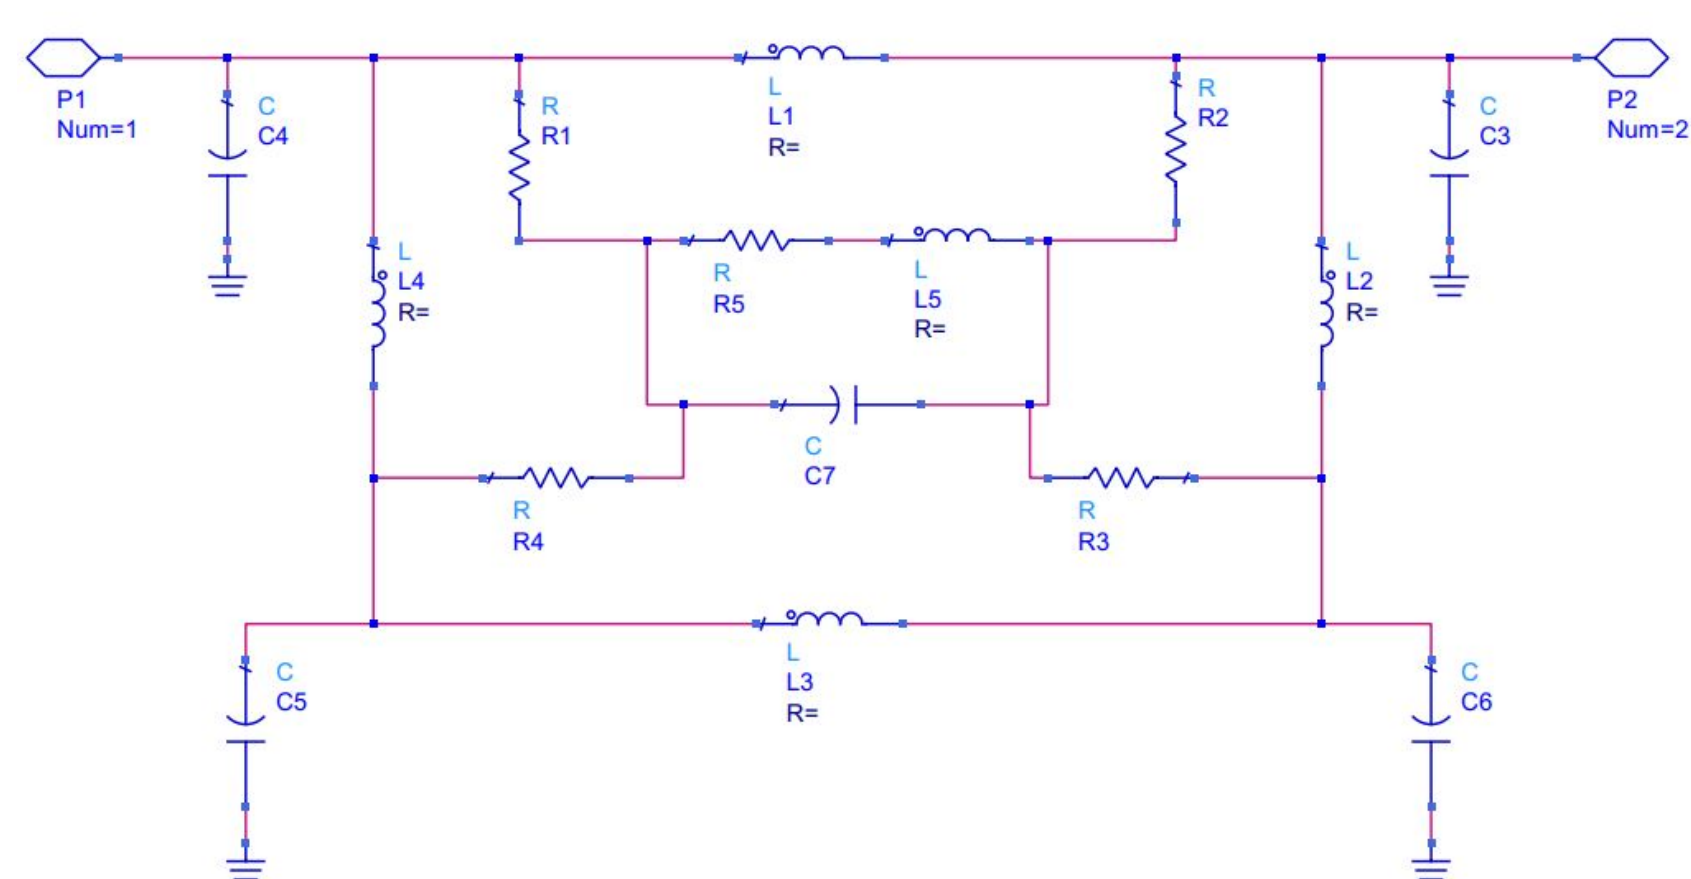 P1
Num=1
C
C4
L
L1
R=
R
R1
R
R2
C
C3
P2
Num=2
L
L4
R=
R
R5
L
L5
R=
L
L2
R=
C
C7
R
R4
R
R3
C
C5
L
L3
R=
C
C6